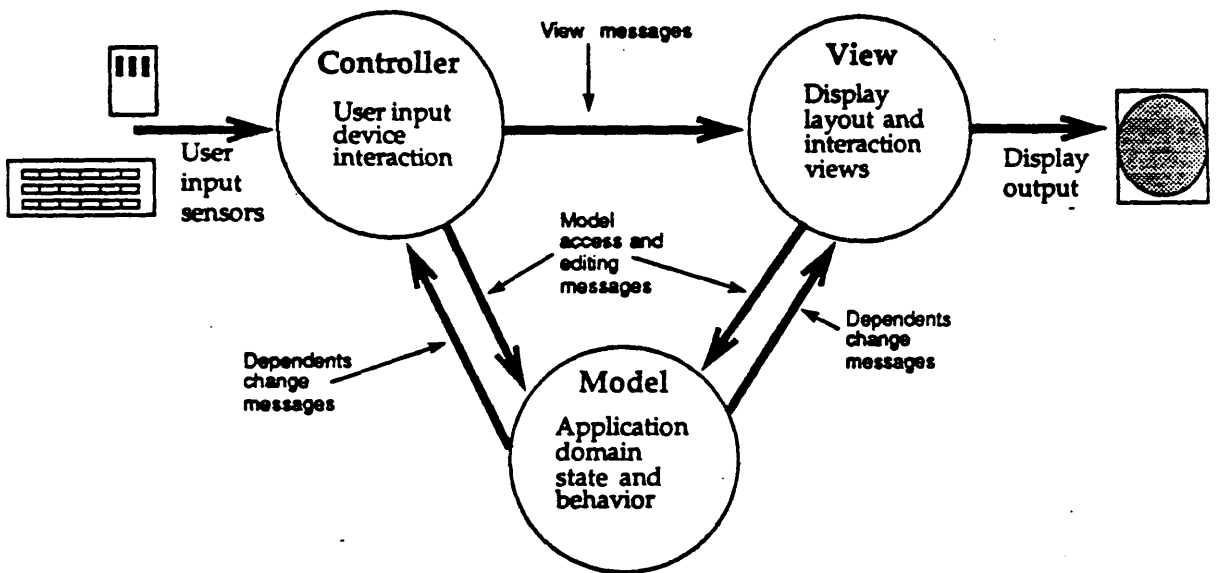 View messages
Controller
User input
device
interaction
View
Display
layout and
interaction
views
User
input
sensors
Display
output
Model
access and
editing
messages
Dependents
change
messages
Dependents
change
messages
Model
Application
domain
state and
behavior